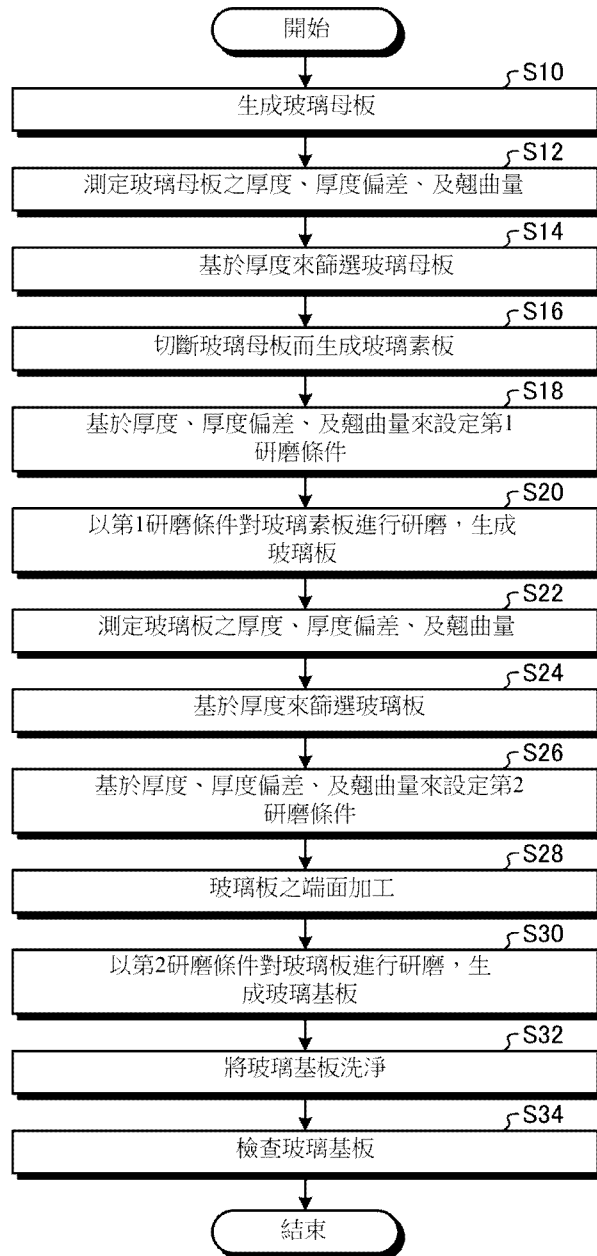 開始
S10
生成玻璃母板
S12
測定玻璃母板之厚度、厚度偏差、及翹曲量
S14
基於厚度來篩選玻璃母板
S16
切斷玻璃母板而生成玻璃素板
S18
基於厚度、厚度偏差、及翹曲量來設定第1
研磨條件
S20
以第1研磨條件對玻璃素板進行研磨，生成
玻璃板
S22
測定玻璃板之厚度、厚度偏差、及翹曲量
S24
基於厚度來篩選玻璃板
S26
基於厚度、厚度偏差、及翹曲量來設定第2
研磨條件
S28
玻璃板之端面加工
S30
以第2研磨條件對玻璃板進行研磨，生
成玻璃基板
S32
將玻璃基板洗淨
S34
檢查玻璃基板
結束